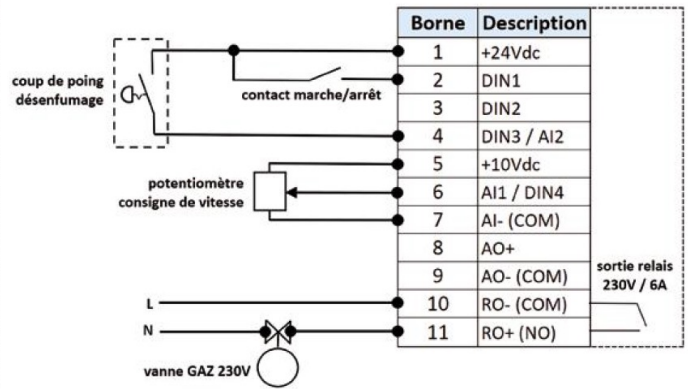 Borne Description
1 +24Vdc
2 DIN1
3 DIN2
4 DIN3 / AI2
5 +10Vdc
6 AI1 / DIN4
7 AI- (COM)
8 AO+
9 AO- (COM)
10 RO- (COM)
11 RO+ (NO)
coup de poing
désenfumage
contact marche/arrêt
potentiomètre
consigne de vitesse
L
N
vanne GAZ 230V
sortie relais
230V / 6A